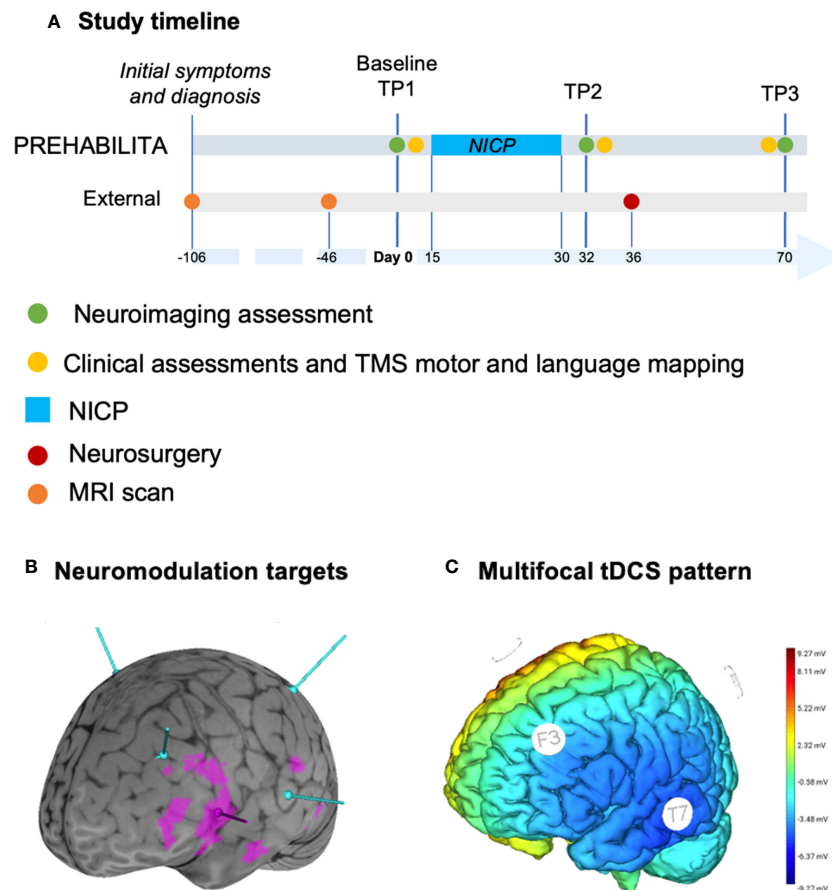 A Study timeline
Initial symptoms
and diagnosis
Baseline
TP1
TP2
TP3
PREHABILITA
NICP
External
-106
-46
Day 0
15
30
32
36
70
Neuroimaging assessment
Clinical assessments and TMS motor and language mapping
NICP
Neurosurgery
MRI scan
B Neuromodulation targets
C Multifocal tDCS pattern
F3
T7
9.27 mV
8.11 mV
5.22 mV
2.32 mV
-0.58 mV
-3.48 mV
-6.37 mV
-9.27 mV